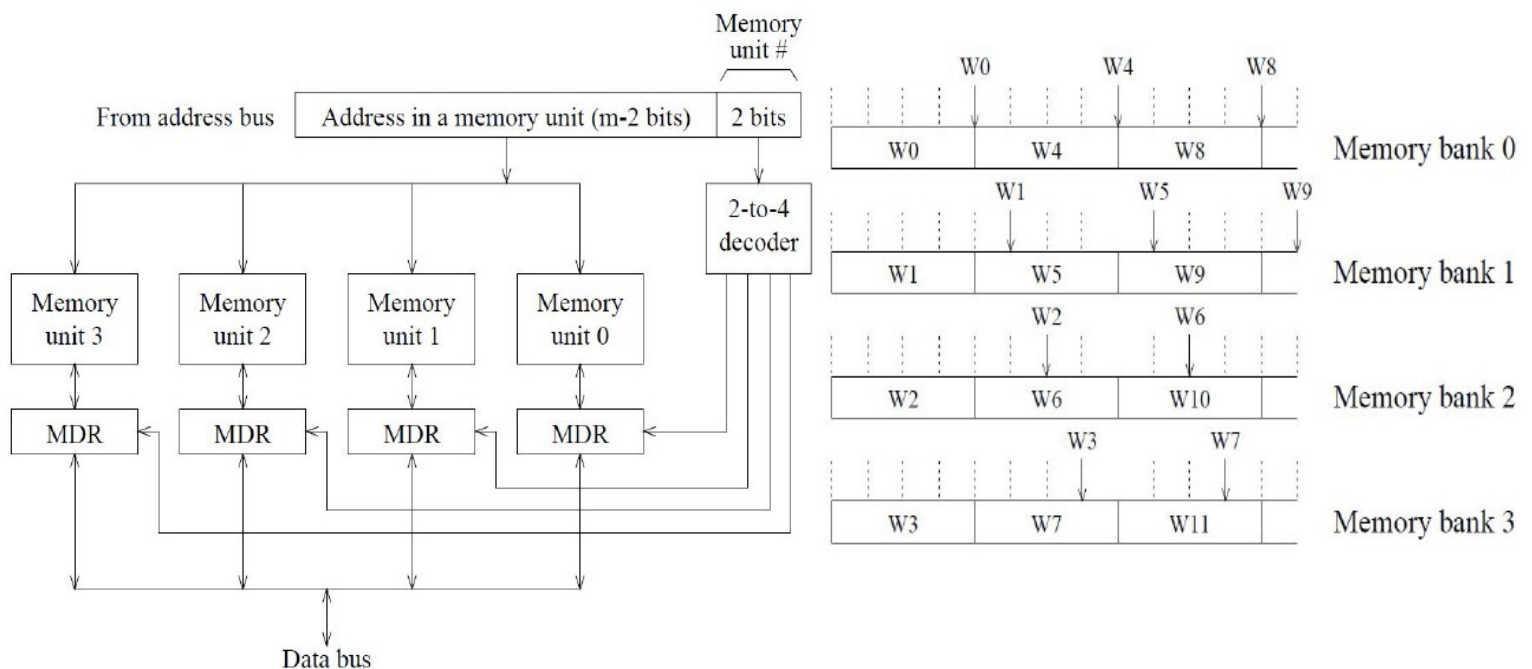 Memory
unit #
From address bus
Address in a memory unit (m-2 bits)
2 bits
2-to-4
decoder
Memory
unit 3
Memory
unit 2
Memory
unit 1
Memory
unit 0
MDR
MDR
MDR
MDR
Data bus
W0 W4 W8
W0 W4 W8
Memory bank 0
W1 W5 W9
W1 W5 W9
Memory bank 1
W2 W6
W2 W6 W10
Memory bank 2
W3 W7
W3 W7 W11
Memory bank 3